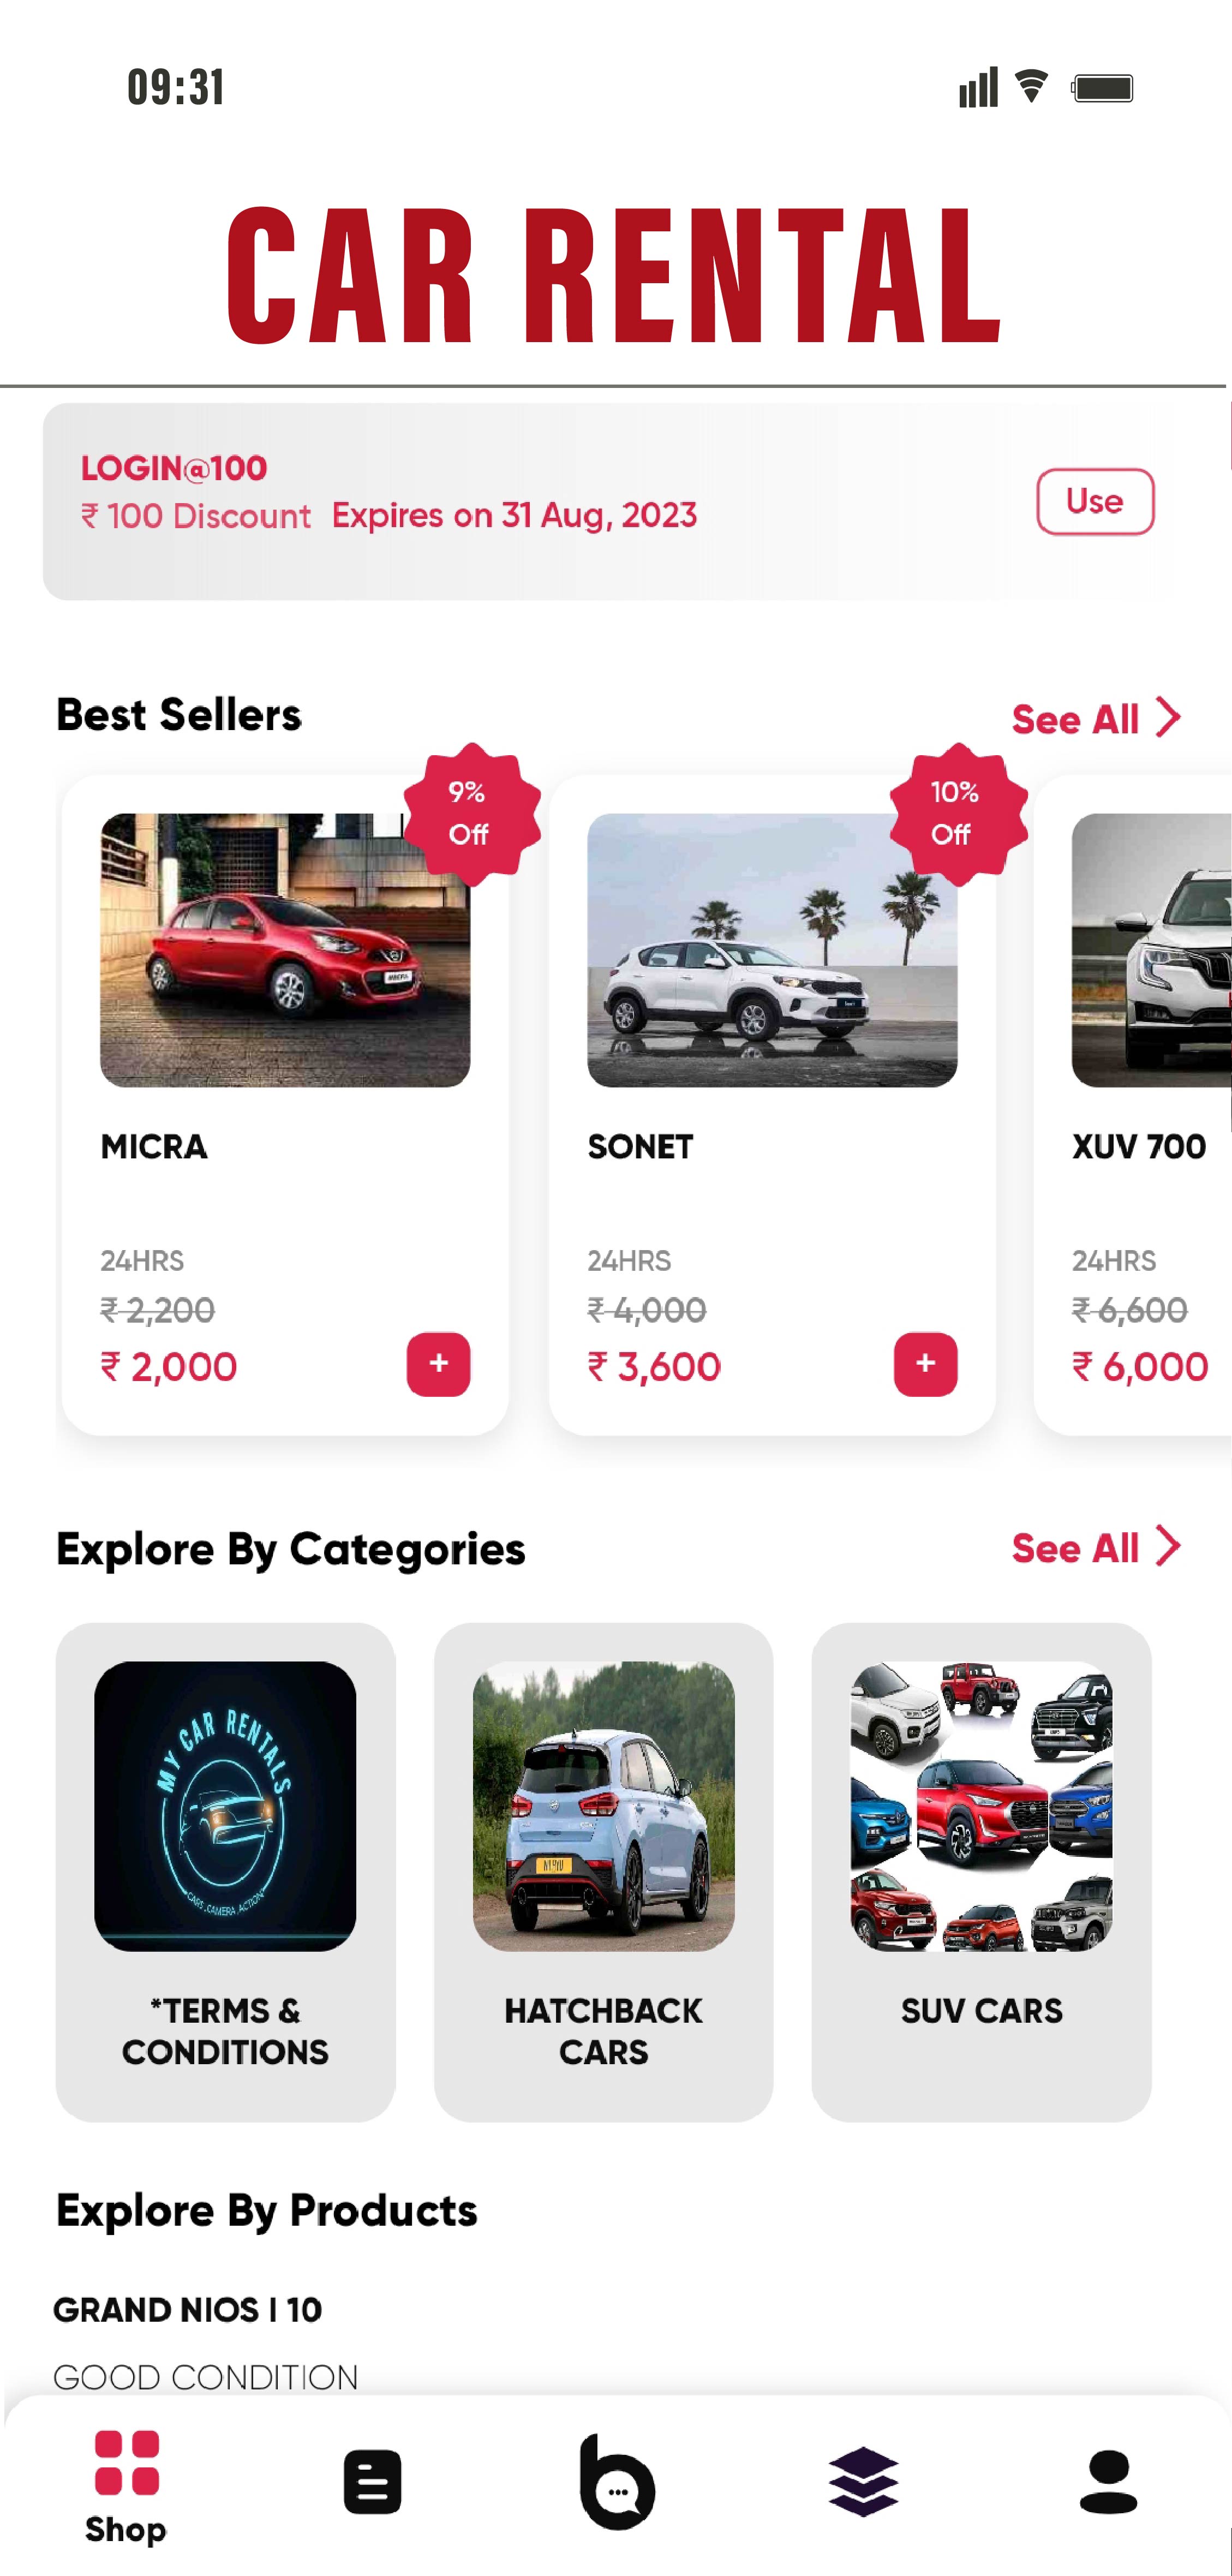 09:31
CAR RENTAL
LOGIN@100
₹ 100 Discount Expires on 31 Aug, 2023
Use
Best Sellers
See All
9%
Off
10%
Off
MICRA
MICRA
SONET
XUV 700
24HRS
24HRS
24HRS
₹ 2,200
₹ 4,000
₹ 6,600
₹ 2,000
+
₹ 3,600
+
₹ 6,000
Explore By Categories
See All
MY CAR RENTALS
CARS .CAMERA .ACTION
*TERMS &
CONDITIONS
HATCHBACK
CARS
SUV CARS
Explore By Products
GRAND NIOS I 10
GOOD CONDITION
Shop